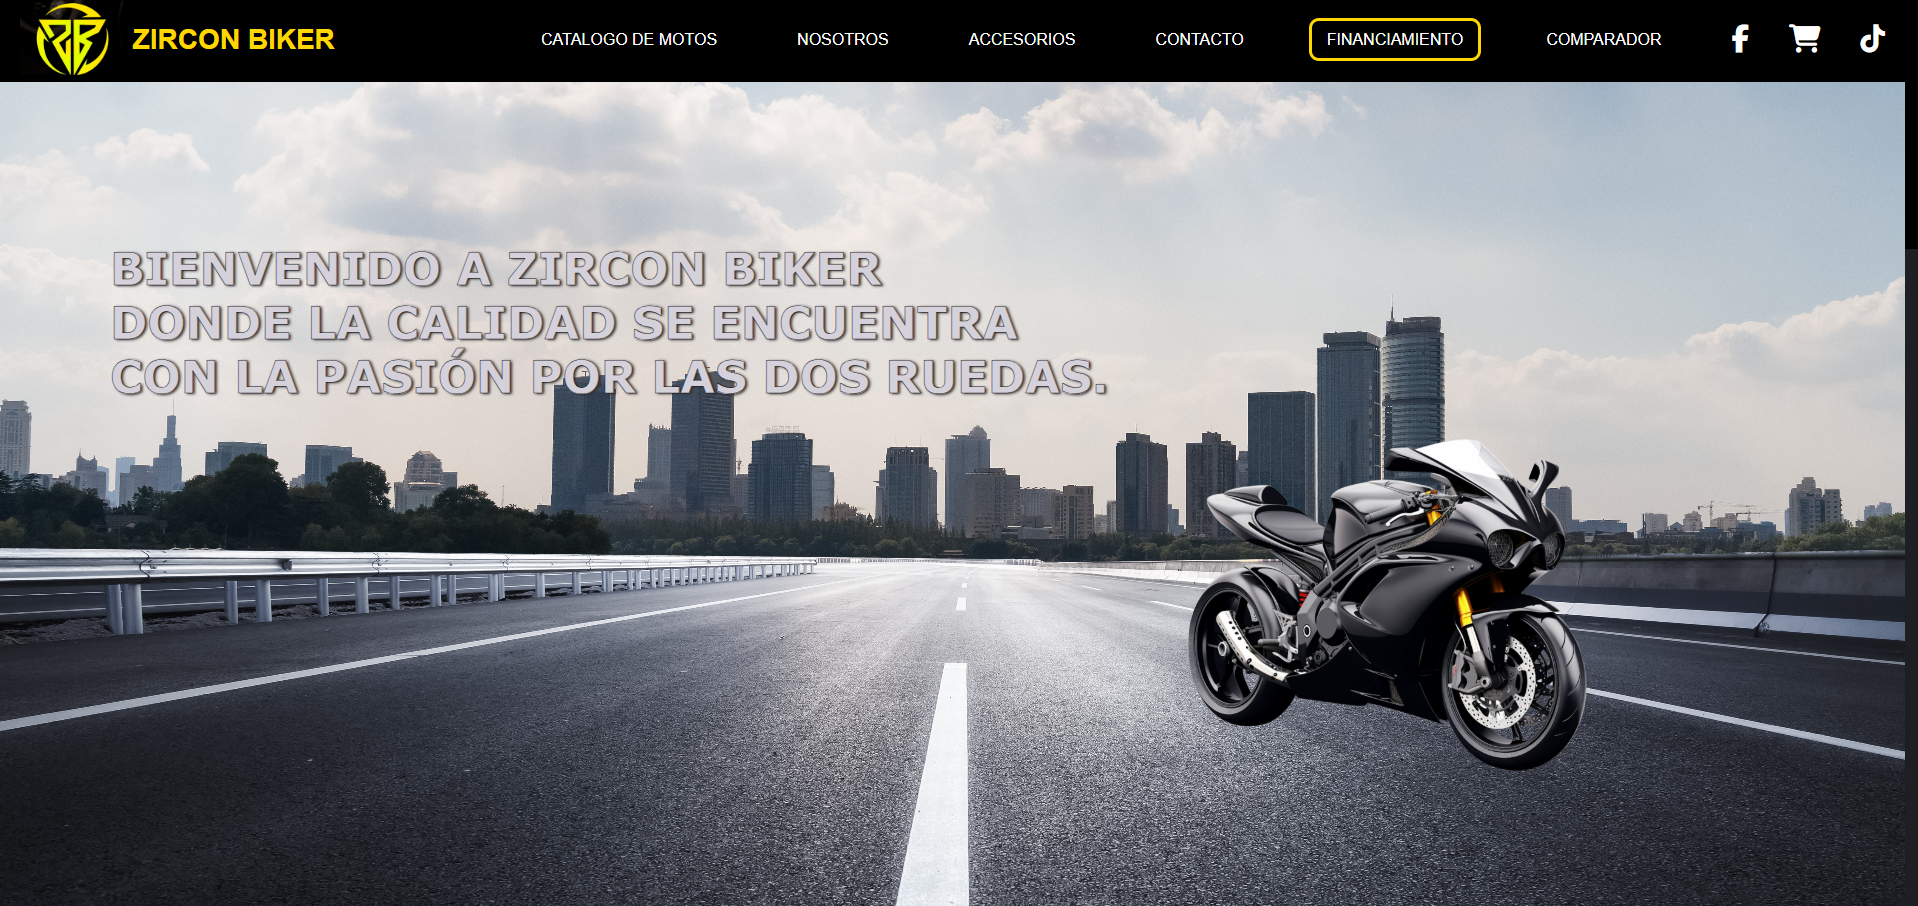 ZIRCON BIKER
CATALOGO DE MOTOS
NOSOTROS
ACCESORIOS
CONTACTO
FINANCIAMIENTO
COMPARADOR
BIENVENIDO A ZIRCON BIKER
DONDE LA CALIDAD SE ENCUENTRA
CON LA PASIÓN POR LAS DOS RUEDAS.